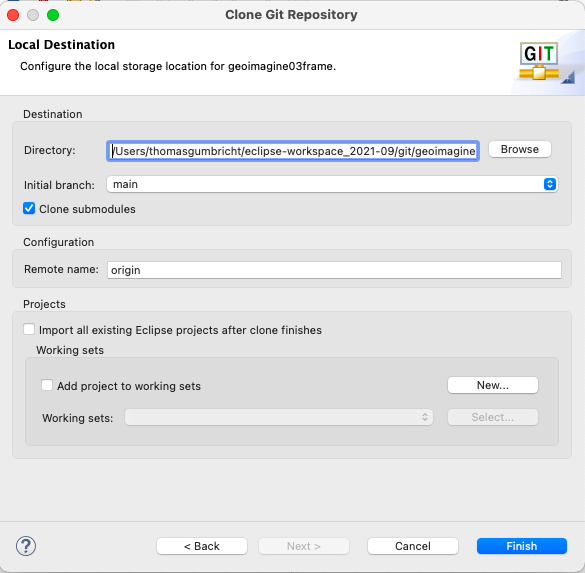 Clone Git Repository
Local Destination
Configure the local storage location for geoimagine03frame.
GIT
Destination
Directory: /Users/thomasgumbricht/eclipse-workspace_2021-09/git/geoimagine Browse
Initial branch: main
Clone submodules
Configuration
Remote name: origin
Projects
Import all existing Eclipse projects after clone finishes
Working sets
Add project to working sets New...
Working sets: Select...
? < Back Next > Cancel Finish